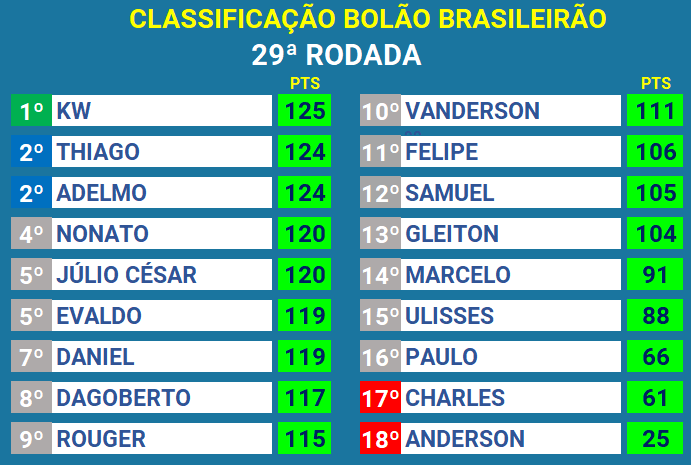 CLASSIFICAÇÃO BOLÃO BRASILEIRÃO
29ª RODADA
PTS
1º KW 125
2º THIAGO 124
2º ADELMO 124
4º NONATO 120
5º JÚLIO CÉSAR 120
5º EVALDO 119
7º DANIEL 119
8º DAGOBERTO 117
9º ROUGER 115
PTS
10º VANDERSON 111
11º FELIPE 106
12º SAMUEL 105
13º GLEITON 104
14º MARCELO 91
15º ULISSES 88
16º PAULO 66
17º CHARLES 61
18º ANDERSON 25